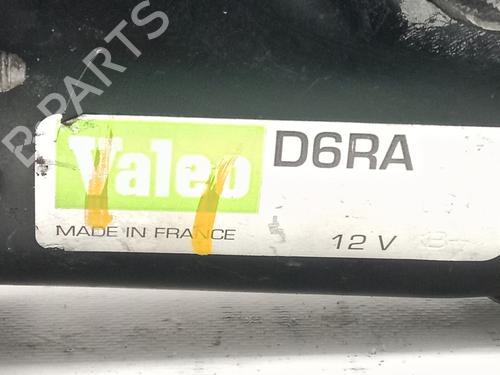 B-PARTS
Valeo D6RA
MADE IN FRANCE 12 V B+